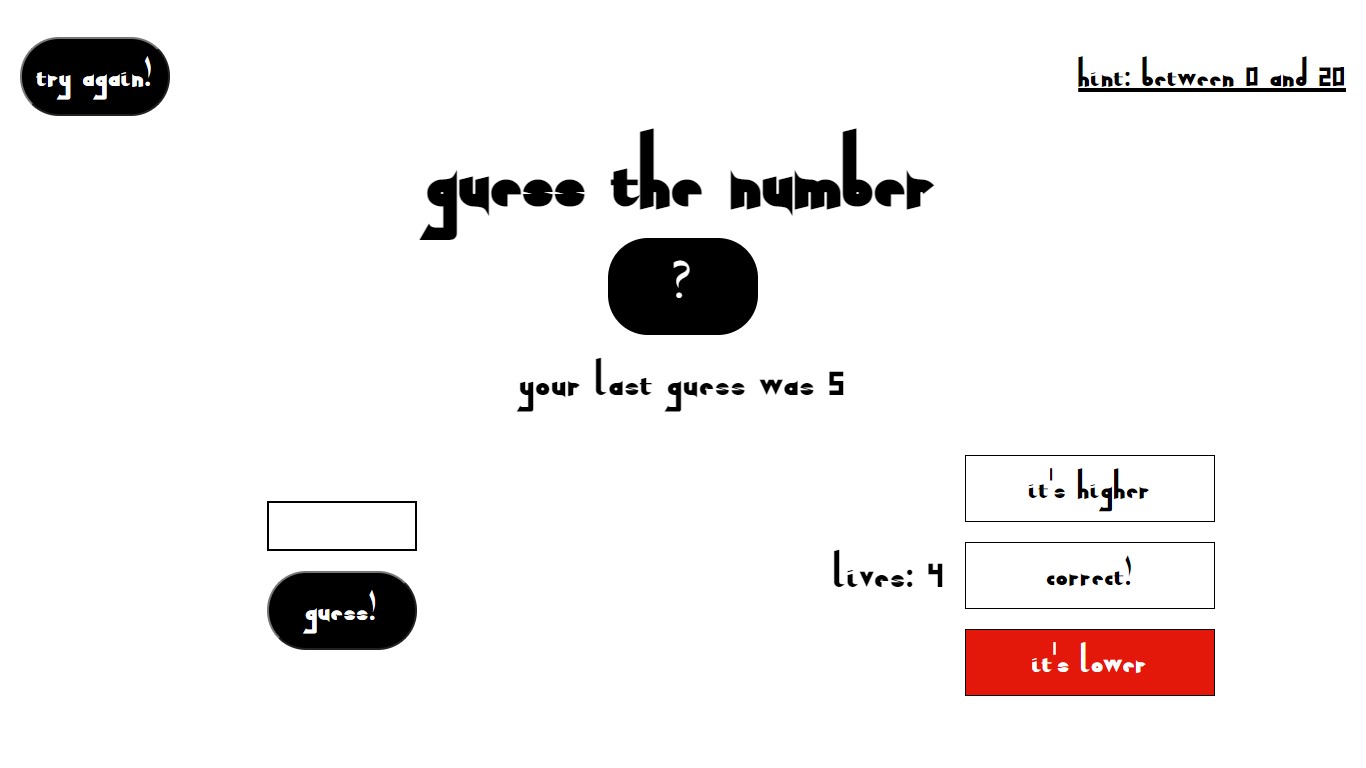 try again!
hint: between 0 and 20
guess the number
?
your last guess was 5
guess!
lives: 4
it's higher
correct!
it's lower